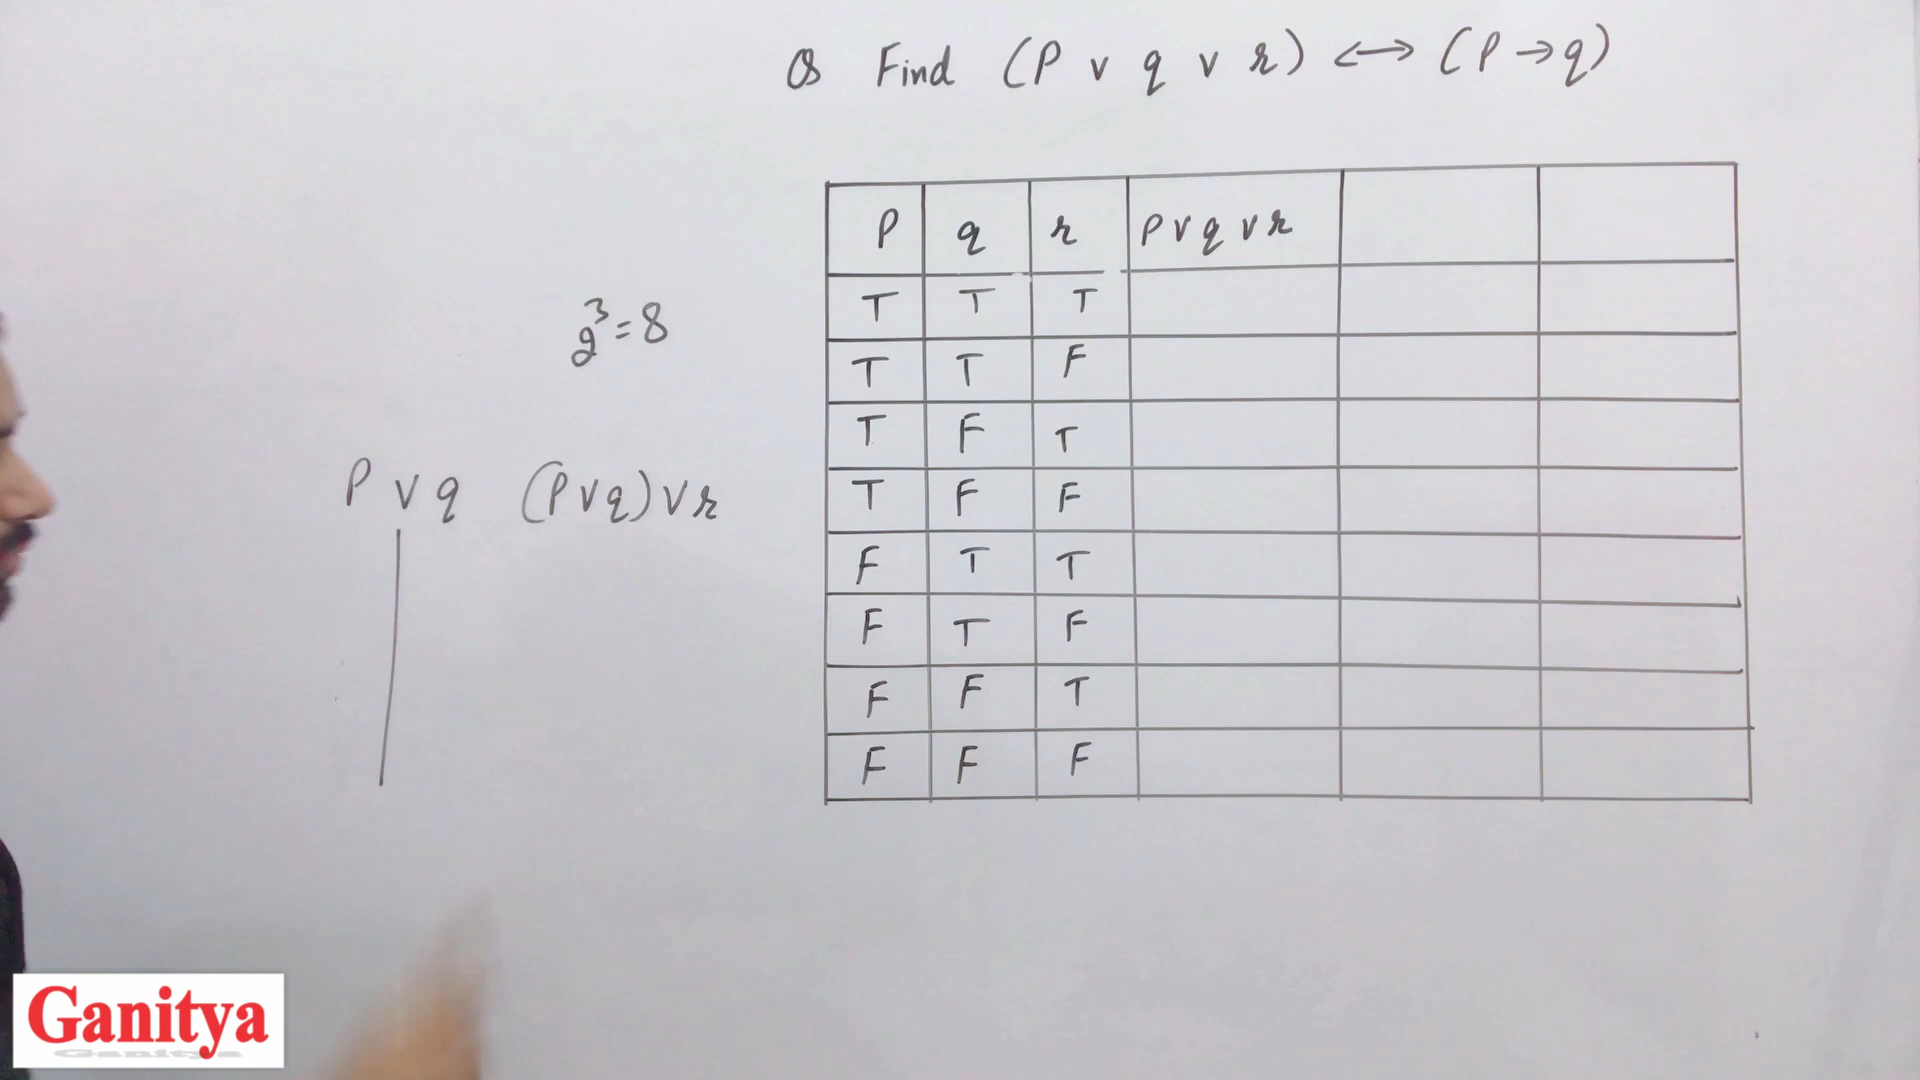 Q Find (P ∨ q ∨ r) ↔ (P → q)
P q r P ∨ q ∨ r
T T T
T T F
T F T
T F F
F T T
F T F
F F T
F F F
2³ = 8
P ∨ q (P ∨ q) ∨ r
Ganitya